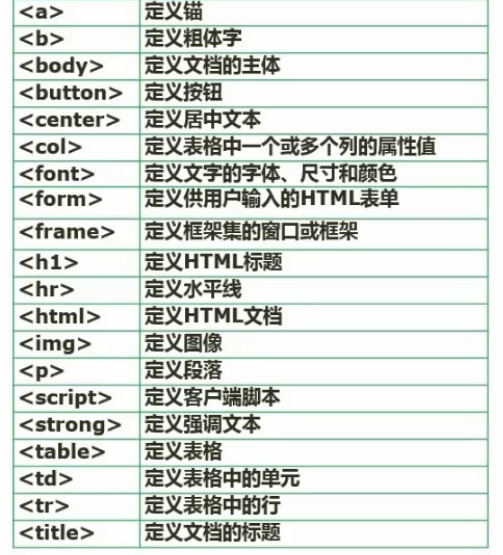 <a> 定义锚
<b> 定义粗体字
<body> 定义文档的主体
<button> 定义按钮
<center> 定义居中文本
<col> 定义表格中一个或多个列的属性值
<font> 定义文字的字体、尺寸和颜色
<form> 定义供用户输入的HTML表单
<frame> 定义框架集的窗口或框架
<h1> 定义HTML标题
<hr> 定义水平线
<html> 定义HTML文档
<img> 定义图像
<p> 定义段落
<script> 定义客户端脚本
<strong> 定义强调文本
<table> 定义表格
<td> 定义表格中的单元
<tr> 定义表格中的行
<title> 定义文档的标题